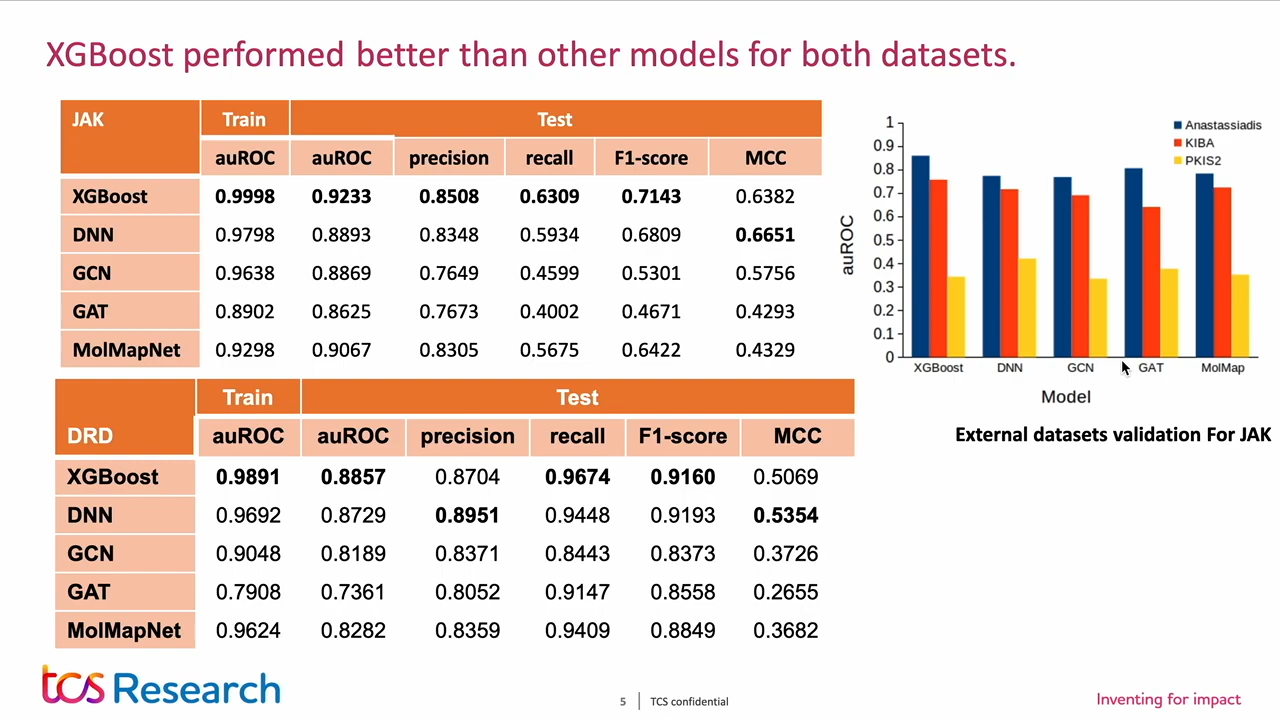 XGBoost performed better than other models for both datasets.
JAK Train Test
auROC auROC precision recall F1-score MCC
XGBoost 0.9998 0.9233 0.8508 0.6309 0.7143 0.6382
DNN 0.9798 0.8893 0.8348 0.5934 0.6809 0.6651
GCN 0.9638 0.8869 0.7649 0.4599 0.5301 0.5756
GAT 0.8902 0.8625 0.7673 0.4002 0.4671 0.4293
MolMapNet 0.9298 0.9067 0.8305 0.5675 0.6422 0.4329
Train Test
DRD auROC auROC precision recall F1-score MCC
XGBoost 0.9891 0.8857 0.8704 0.9674 0.9160 0.5069
DNN 0.9692 0.8729 0.8951 0.9448 0.9193 0.5354
GCN 0.9048 0.8189 0.8371 0.8443 0.8373 0.3726
GAT 0.7908 0.7361 0.8052 0.9147 0.8558 0.2655
MolMapNet 0.9624 0.8282 0.8359 0.9409 0.8849 0.3682
Anastassiadis
KIBA
PKIS2
auROC
1
0.9
0.8
0.7
0.6
0.5
0.4
0.3
0.2
0.1
0
XGBoost DNN GCN GAT MolMap
Model
External datasets validation For JAK
tcs Research
5 TCS confidential
Inventing for impact